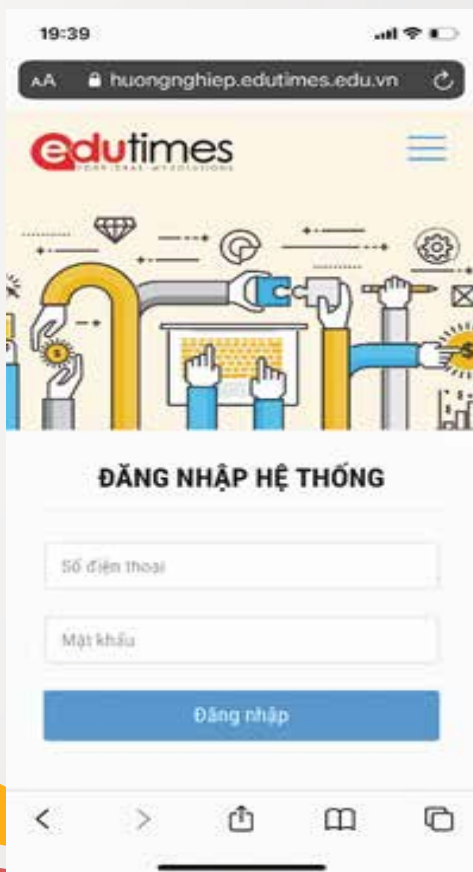 19:39
AA huongnghiep.edutimes.edu.vn
edutimes
ĐĂNG NHẬP HỆ THỐNG
Số điện thoại
Mật khẩu
Đăng nhập